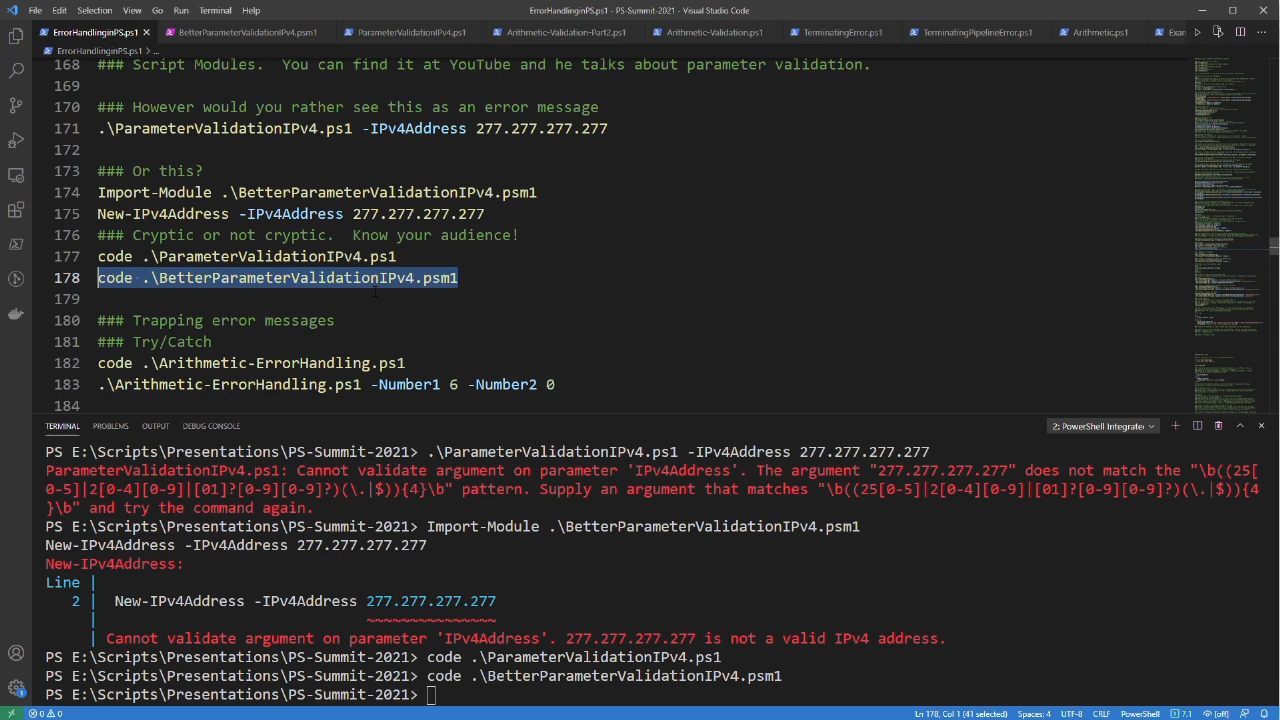 File Edit Selection View Go Run Terminal Help
ErrorHandlinginPS.ps1 - PS-Summit-2021 - Visual Studio Code
ErrorHandlinginPS.ps1 BetterParameterValidationIPv4.psm1 ParameterValidationIPv4.ps1 Arithmetic-Validation-Part2.ps1 Arithmetic-Validation.ps1 TerminatingError.ps1 TerminatingPipelineError.ps1 Arithmetic.ps1 Exan
ErrorHandlinginPS.ps1 > ...
168 ### Script Modules.  You can find it at YouTube and he talks about parameter validation.
169
170 ### However would you rather see this as an error message
171 .\ParameterValidationIPv4.ps1 -IPv4Address 277.277.277.277
172
173 ### Or this?
174 Import-Module .\BetterParameterValidationIPv4.psm1
175 New-IPv4Address -IPv4Address 277.277.277.277
176 ### Cryptic or not cryptic.  Know your audience!
177 code .\ParameterValidationIPv4.ps1
178 code .\BetterParameterValidationIPv4.psm1
179
180 ### Trapping error messages
181 ### Try/Catch
182 code .\Arithmetic-ErrorHandling.ps1
183 .\Arithmetic-ErrorHandling.ps1 -Number1 6 -Number2 0
184
TERMINAL PROBLEMS OUTPUT DEBUG CONSOLE 2: PowerShell Integrate
PS E:\Scripts\Presentations\PS-Summit-2021> .\ParameterValidationIPv4.ps1 -IPv4Address 277.277.277.277
ParameterValidationIPv4.ps1: Cannot validate argument on parameter 'IPv4Address'. The argument "277.277.277.277" does not match the "\b((25[
0-5]|2[0-4][0-9]|[01]?[0-9][0-9]?)(\.|$)){4}\b" pattern. Supply an argument that matches "\b((25[0-5]|2[0-4][0-9]|[01]?[0-9][0-9]?)(\.|$)){4
}\b" and try the command again.
PS E:\Scripts\Presentations\PS-Summit-2021> Import-Module .\BetterParameterValidationIPv4.psm1
New-IPv4Address -IPv4Address 277.277.277.277
New-IPv4Address:
Line |
2 | New-IPv4Address -IPv4Address 277.277.277.277
| ~~~~~~~~~~~~~~~
| Cannot validate argument on parameter 'IPv4Address'. 277.277.277.277 is not a valid IPv4 address.
PS E:\Scripts\Presentations\PS-Summit-2021> code .\ParameterValidationIPv4.ps1
PS E:\Scripts\Presentations\PS-Summit-2021> code .\BetterParameterValidationIPv4.psm1
PS E:\Scripts\Presentations\PS-Summit-2021>
0 0 Ln 178, Col 1 (41 selected) Spaces: 4 UTF-8 CRLF PowerShell 7.1 [off]